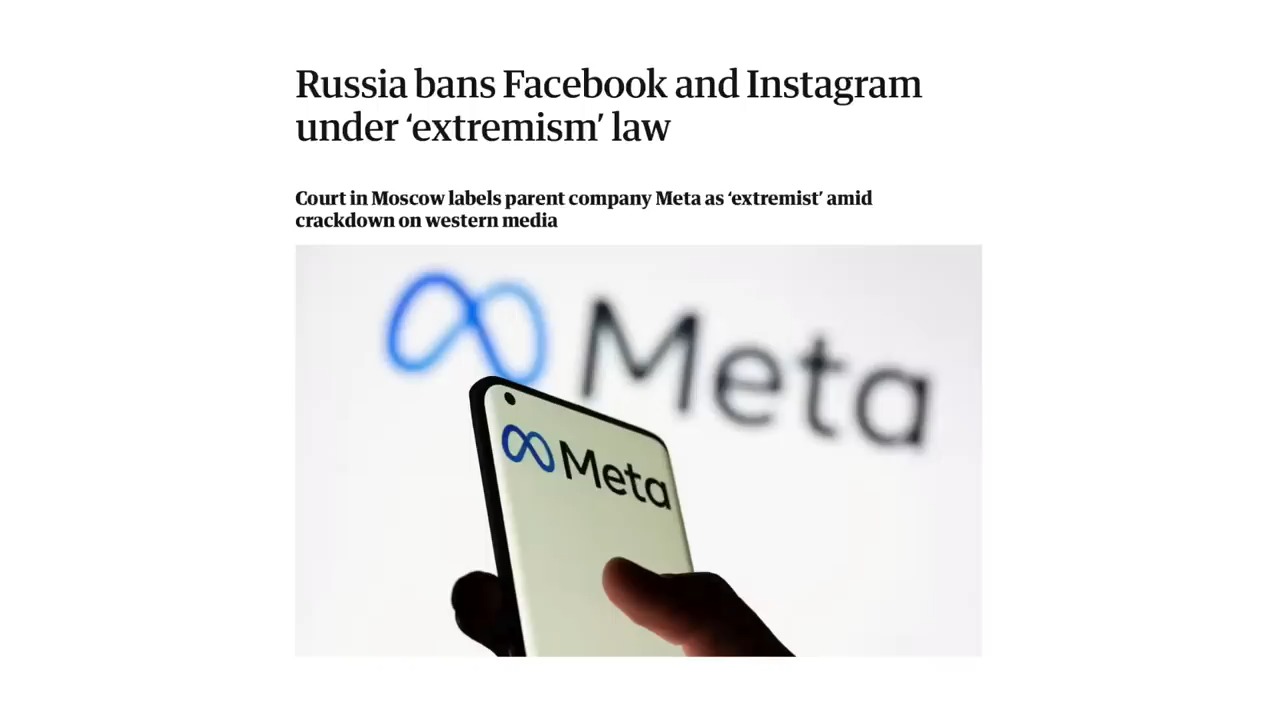 Russia bans Facebook and Instagram
under ‘extremism’ law
Court in Moscow labels parent company Meta as ‘extremist’ amid
crackdown on western media
Meta
Meta